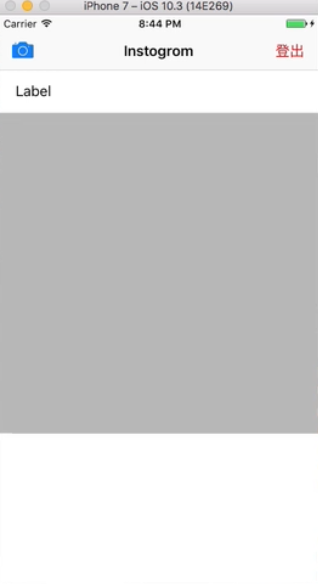 iPhone 7 – iOS 10.3 (14E269)
Carrier 8:44 PM
Instogrom 登出
Label